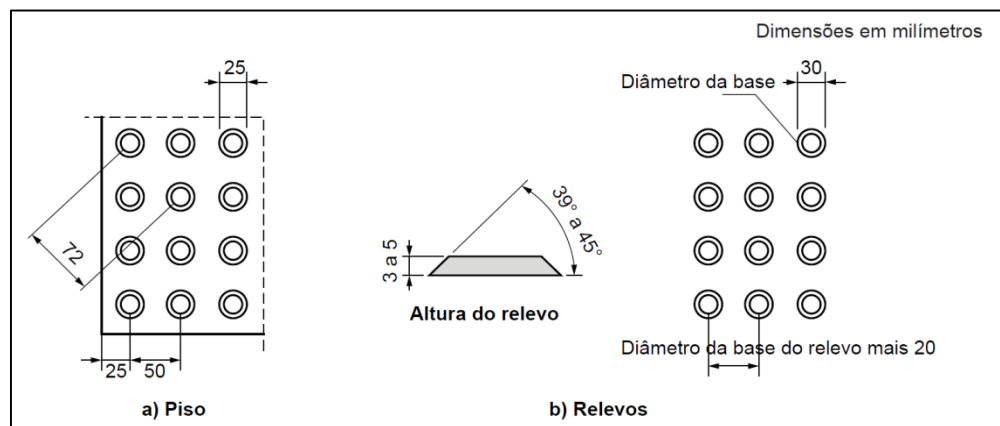 Dimensões em milímetros
25
72
25
50
a) Piso
3 a 5
39° a 45°
Altura do relevo
Diâmetro da base
30
Diâmetro da base do relevo mais 20
b) Relevos